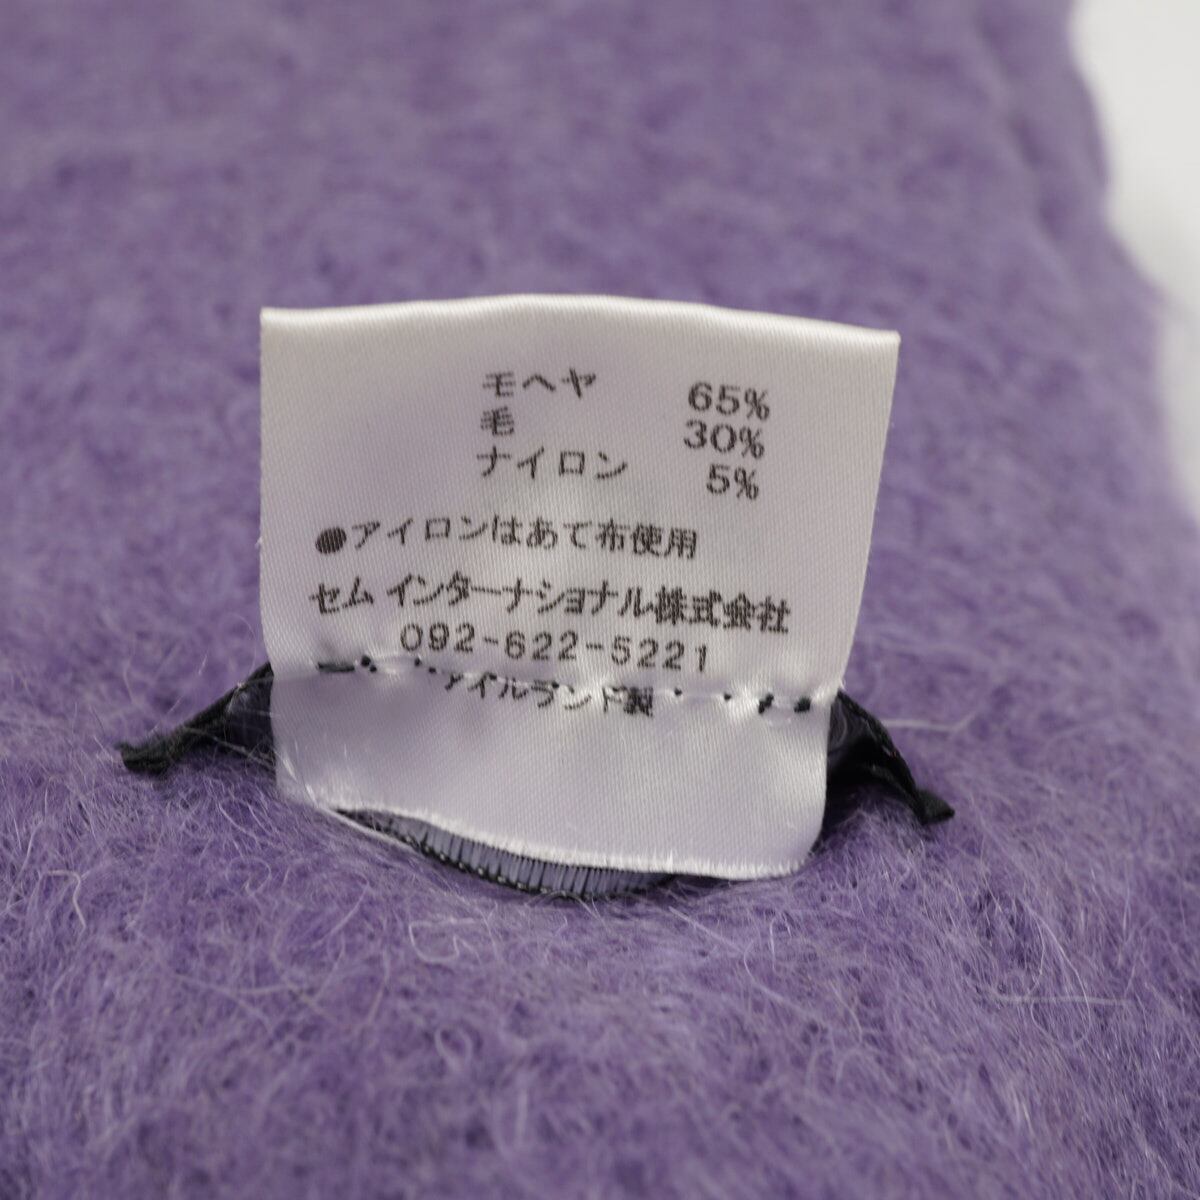 モヘヤ 65%
毛 30%
ナイロン 5%
●アイロンはあて布使用
セム インターナショナル株式会社
092-622-5221
アイルランド製